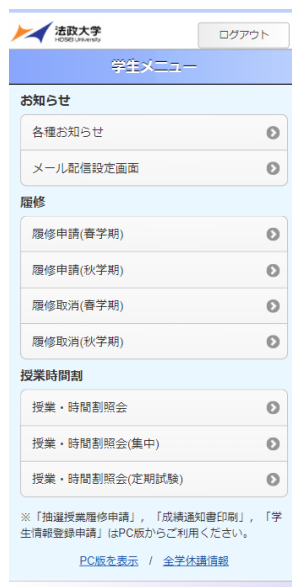 法政大学
HOSEI University
ログアウト
学生メニュー
お知らせ
各種お知らせ
メール配信設定画面
履修
履修申請(春学期)
履修申請(秋学期)
履修取消(春学期)
履修取消(秋学期)
授業時間割
授業・時間割照会
授業・時間割照会(集中)
授業・時間割照会(定期試験)
※「抽選授業履修申請」,「成績通知書印刷」,「学
生情報登録申請」はPC版からご利用ください。
PC版を表示 / 全学休講情報